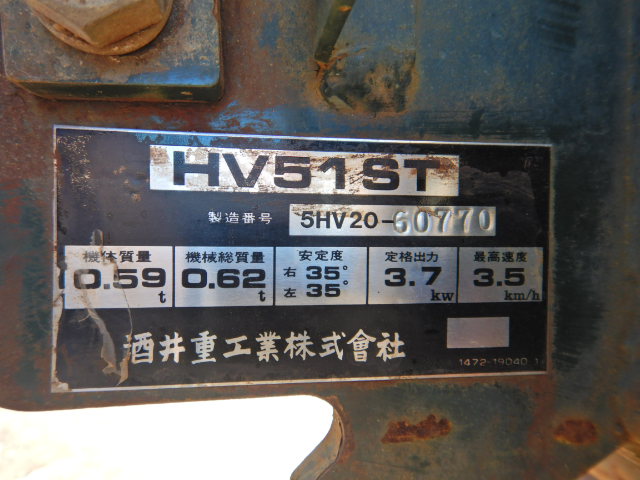 HV51ST
製造番号 5HV20-60770
機体質量 機械総質量 安定度 定格出力 最高速度
0.59 t 0.62 t 右 35° 左 35° 3.7 kw 3.5 km/h
酒井重工業株式會社
1472-19040 1